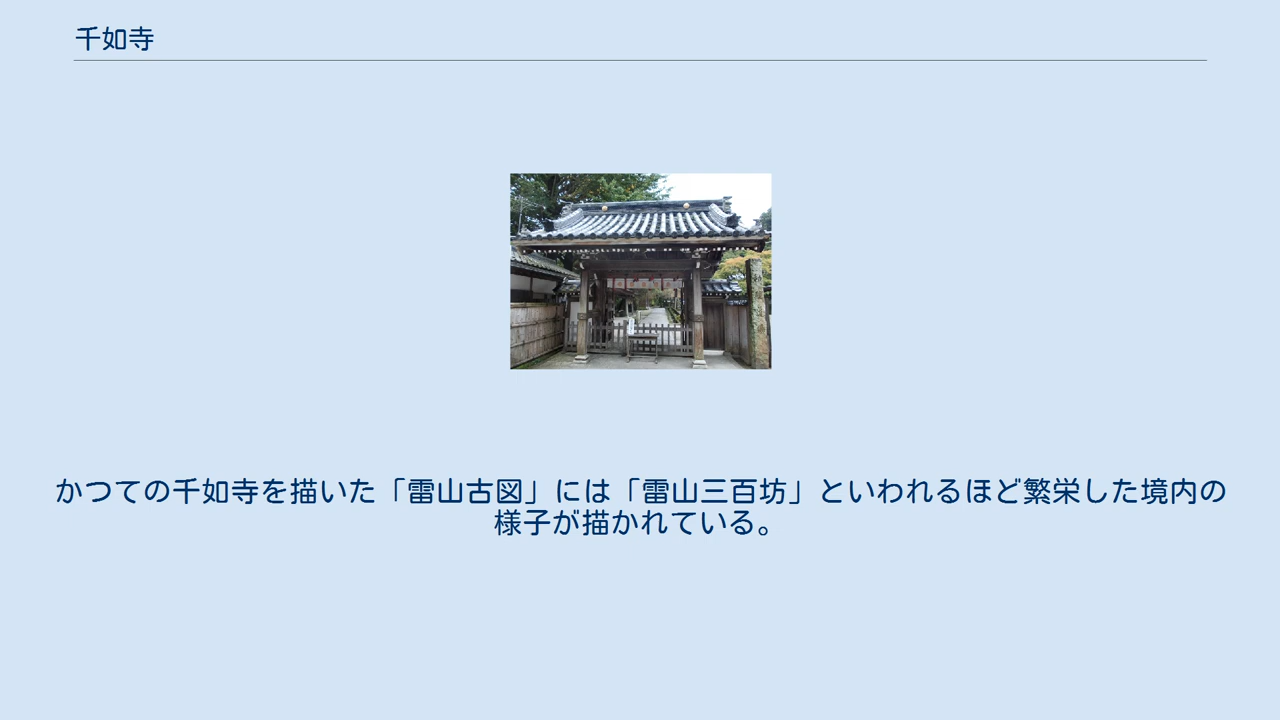 千如寺
かつての千如寺を描いた「雷山古図」には「雷山三百坊」といわれるほど繁栄した境内の
様子が描かれている。